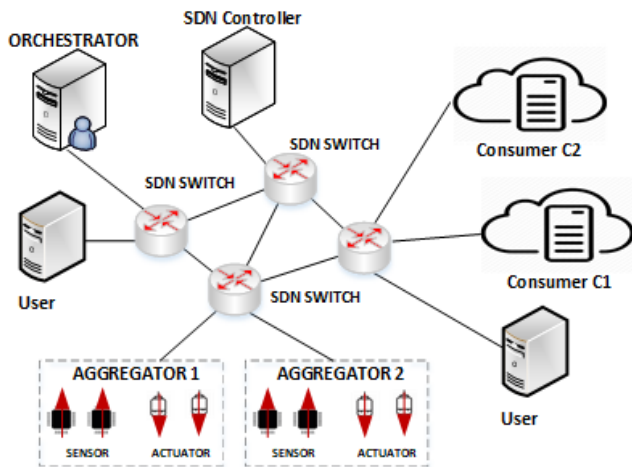 SDN Controller
ORCHESTRATOR
SDN SWITCH
Consumer C2
SDN SWITCH
User
Consumer C1
SDN SWITCH
AGGREGATOR 1
AGGREGATOR 2
User
SENSOR
ACTUATOR
SENSOR
ACTUATOR